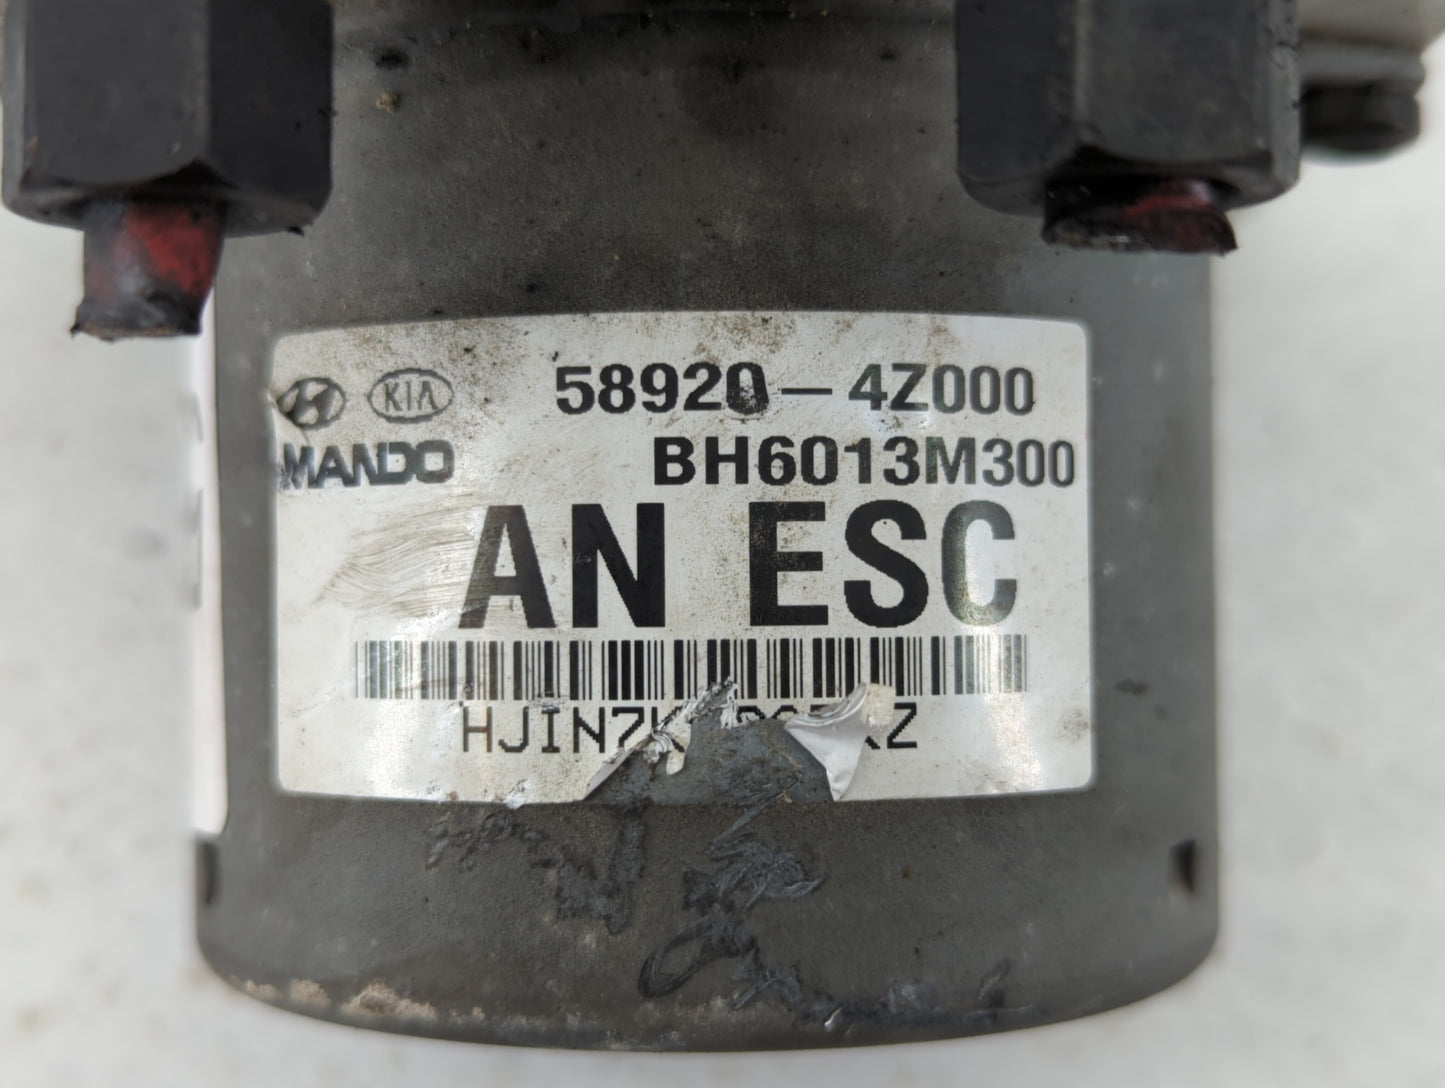 KIA 58920-4Z000
MANDO BH6013M300
AN ESC